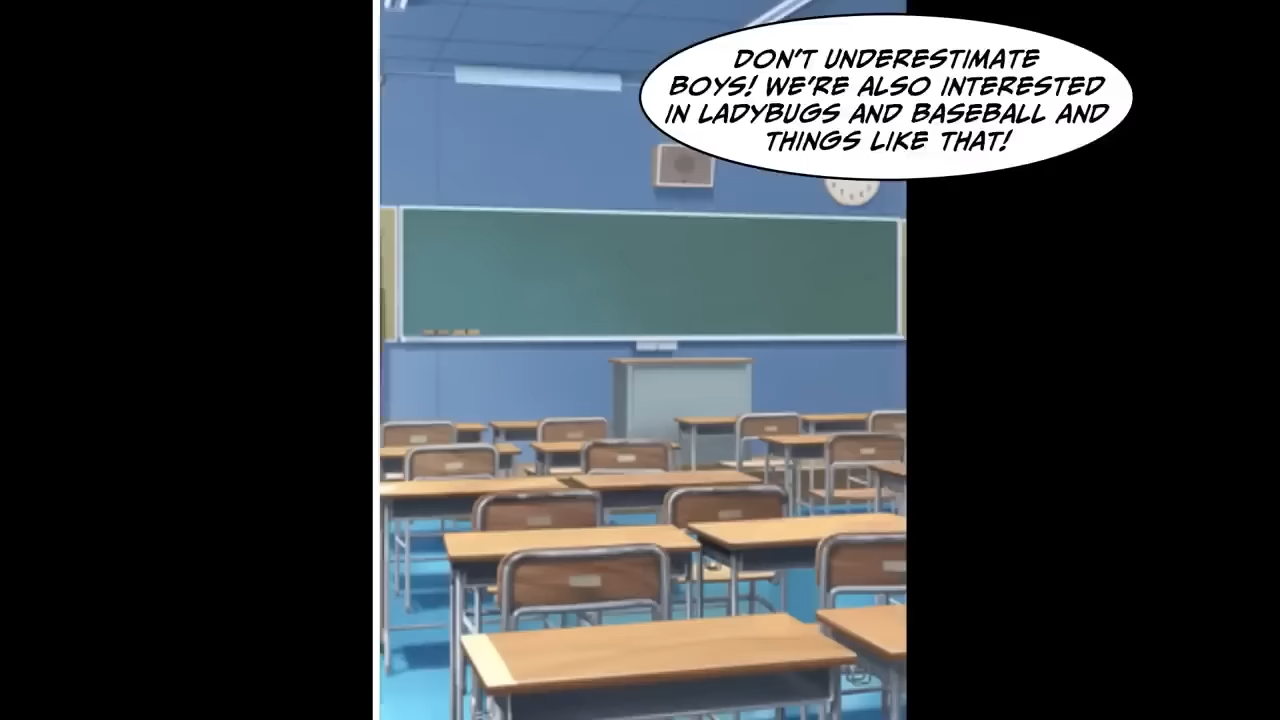 DON'T UNDERESTIMATE
BOYS! WE'RE ALSO INTERESTED
IN LADYBUGS AND BASEBALL AND
THINGS LIKE THAT!